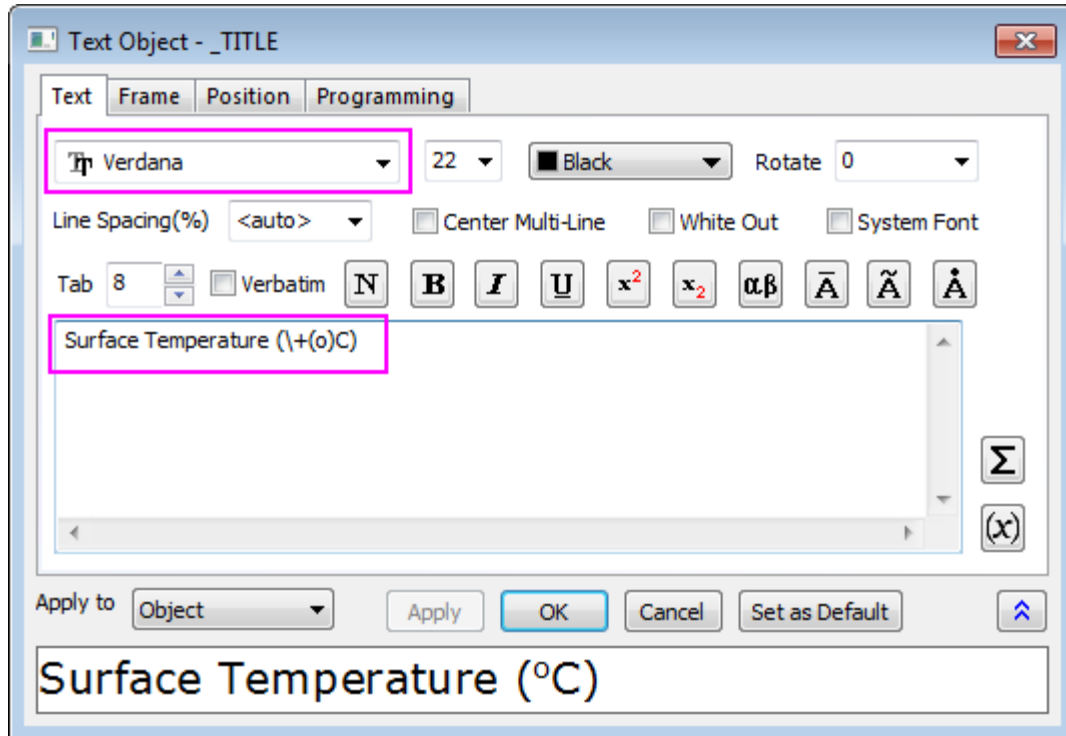 Text Object - _TITLE
Text Frame Position Programming
Verdana 22 Black Rotate 0
Line Spacing(%) <auto> Center Multi-Line White Out System Font
Tab 8 Verbatim N B I U x² x₂ αβ Ā Ã Å
Surface Temperature (\+(o)C)
Σ
(x)
Apply to Object Apply OK Cancel Set as Default
Surface Temperature (ºC)